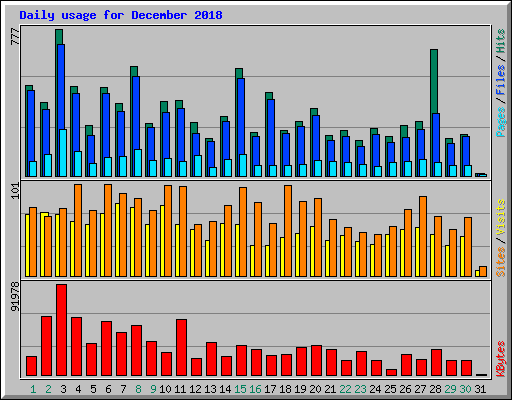 Daily usage for December 2018
777
Pages / Files / Hits
101
Sites / Visits
91978
KBytes
1 2 3 4 5 6 7 8 9 10 11 12 13 14 15 16 17 18 19 20 21 22 23 24 25 26 27 28 29 30 31